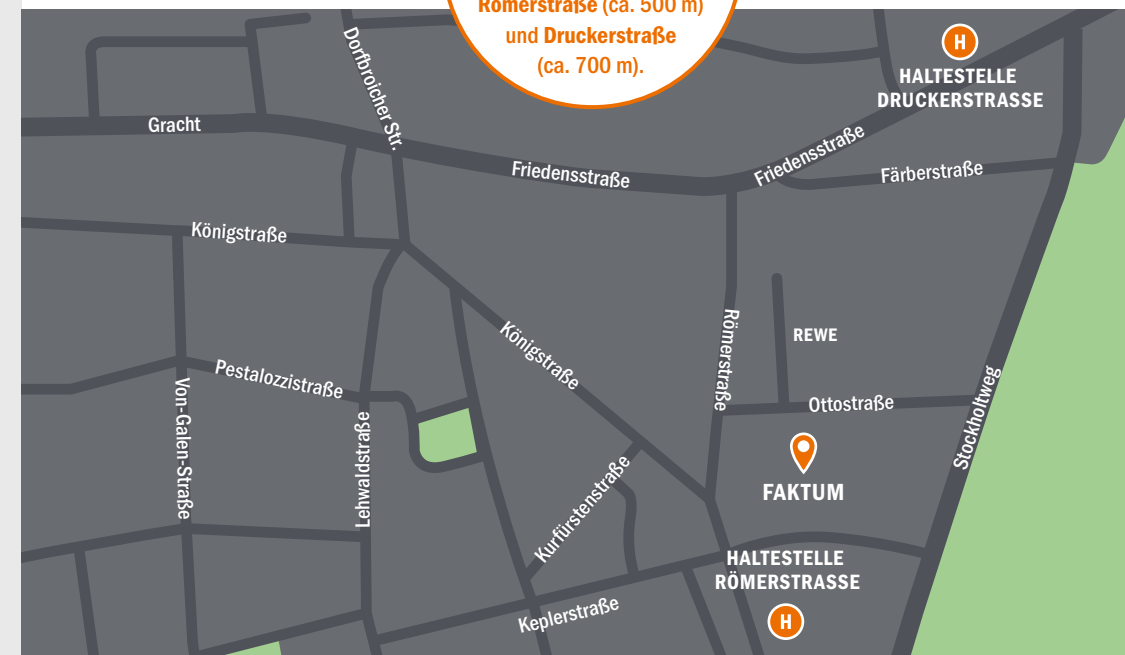 Römerstraße (ca. 500 m)
und Druckerstraße
(ca. 700 m).
H
HALTESTELLE
DRUCKERSTRASSE
Dorfbroicher Str.
Gracht
Friedensstraße
Friedensstraße
Färberstraße
Königstraße
Königstraße
Römerstraße
REWE
Pestalozzistraße
Von-Galen-Straße
Lehwaldstraße
Ottostraße
Stockholtweg
FAKTUM
Kurfürstenstraße
HALTESTELLE
RÖMERSTRASSE
Keplerstraße
H